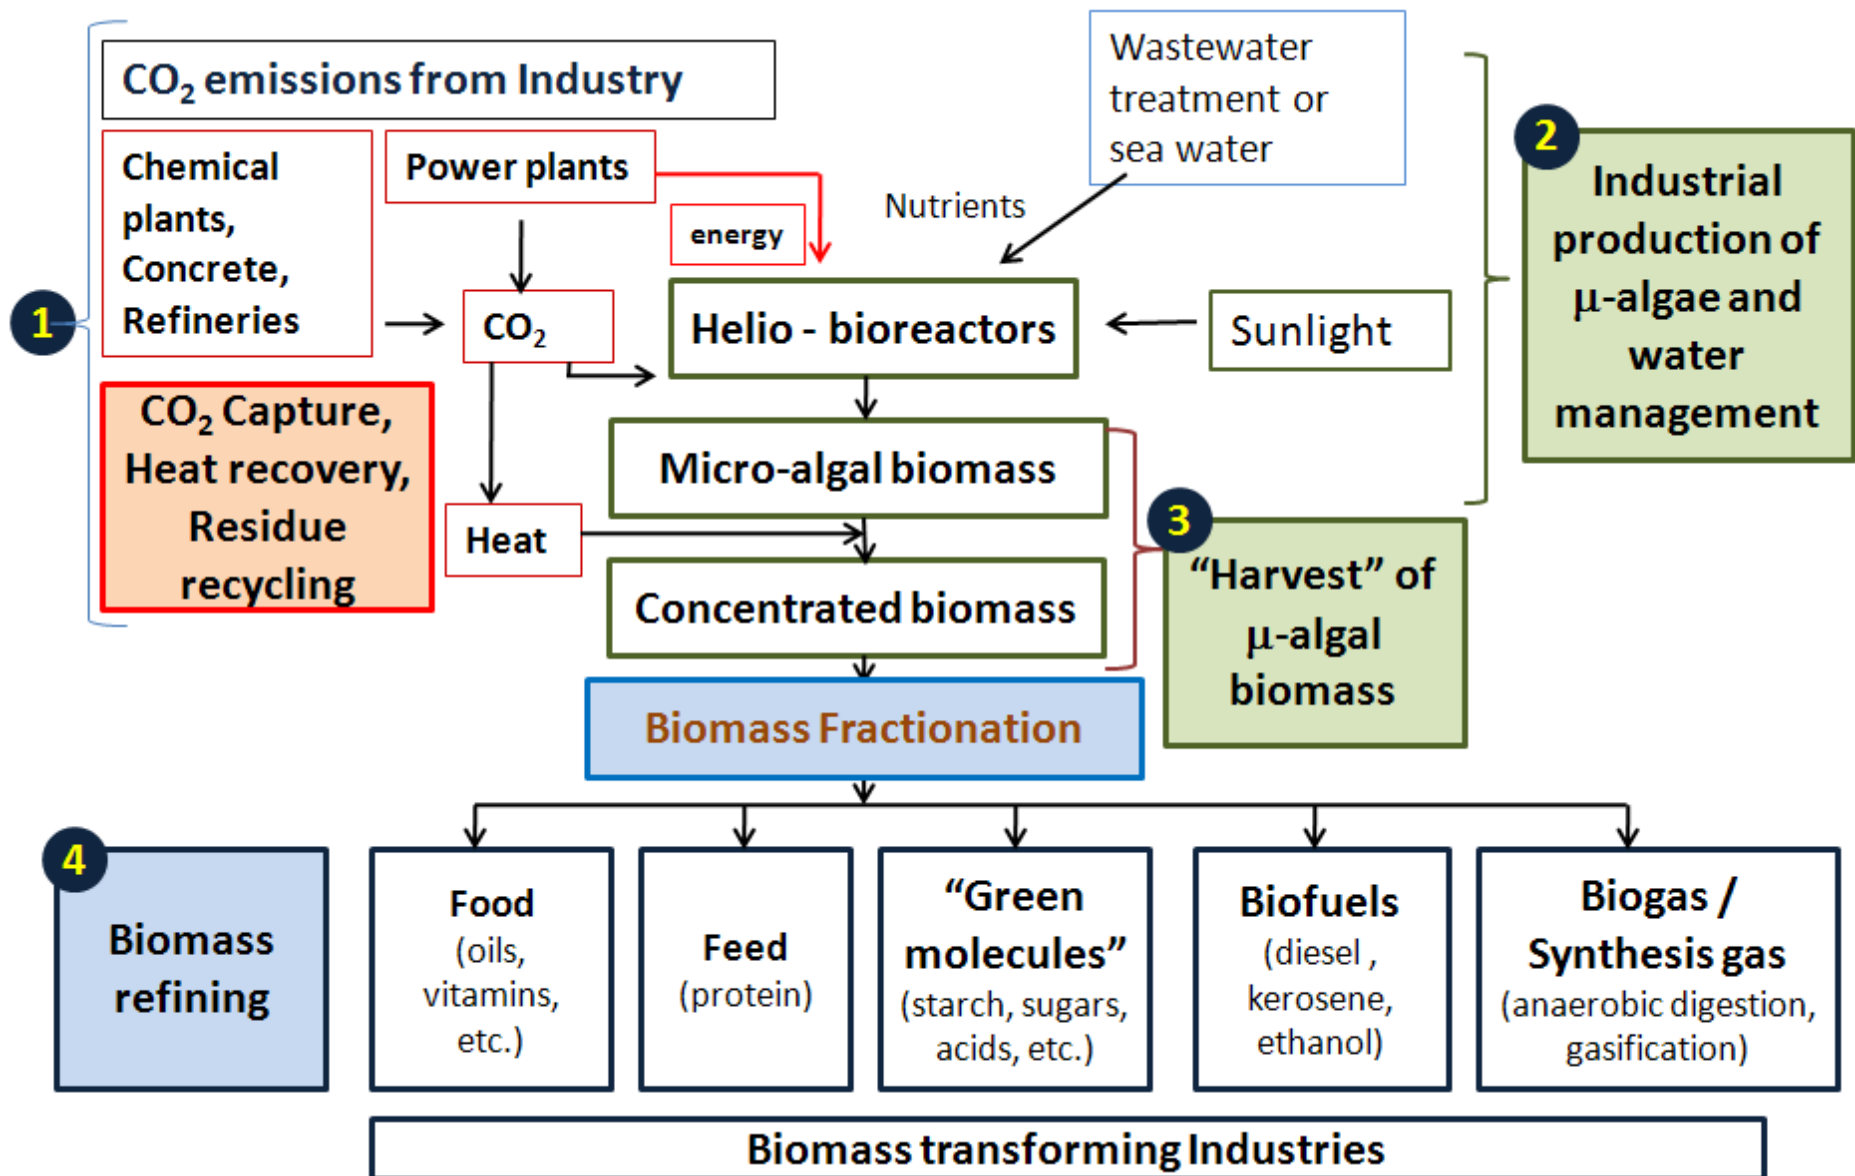 CO₂ emissions from Industry
Chemical
plants,
Concrete,
Refineries
Power plants
energy
CO₂
1
CO₂ Capture,
Heat recovery,
Residue
recycling
Heat
Wastewater
treatment or
sea water
Nutrients
Helio - bioreactors
Sunlight
2
Industrial
production of
μ-algae and
water
management
Micro-algal biomass
Concentrated biomass
3
“Harvest” of
μ-algal
biomass
Biomass Fractionation
4
Biomass
refining
Food
(oils,
vitamins,
etc.)
Feed
(protein)
“Green
molecules”
(starch, sugars,
acids, etc.)
Biofuels
(diesel ,
kerosene,
ethanol)
Biogas /
Synthesis gas
(anaerobic digestion,
gasification)
Biomass transforming Industries